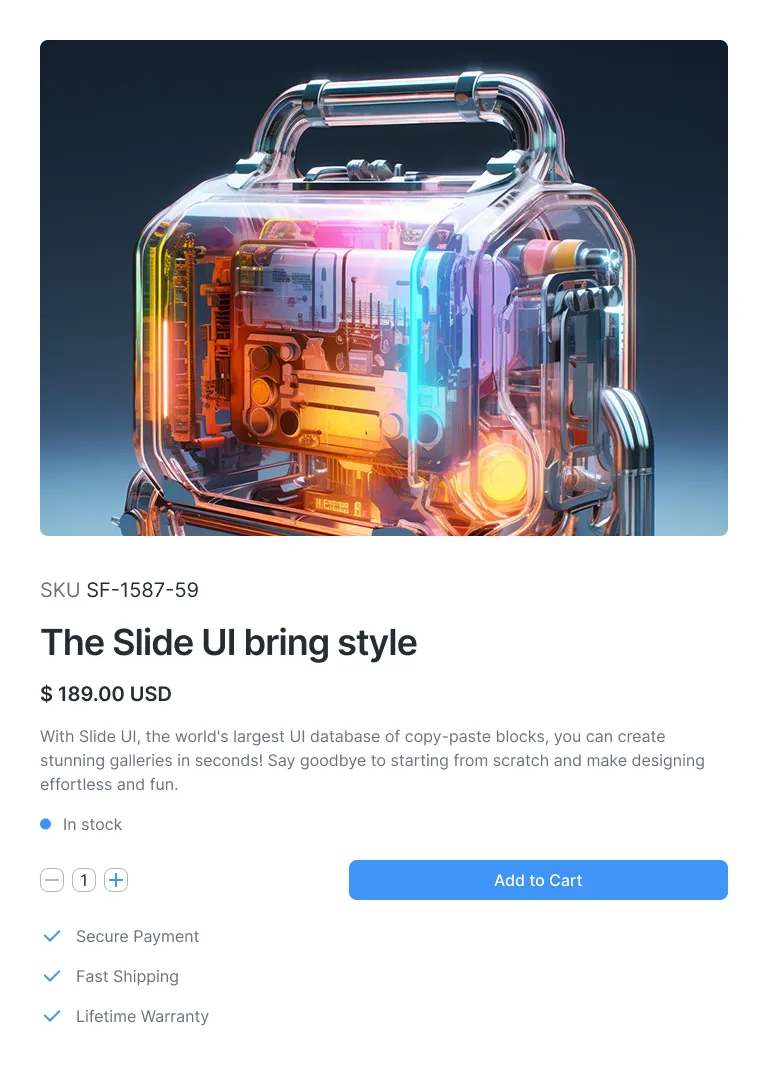 SKU SF-1587-59
The Slide UI bring style
$ 189.00 USD
With Slide UI, the world's largest UI database of copy-paste blocks, you can create
stunning galleries in seconds! Say goodbye to starting from scratch and make designing
effortless and fun.
In stock
1
Add to Cart
Secure Payment
Fast Shipping
Lifetime Warranty